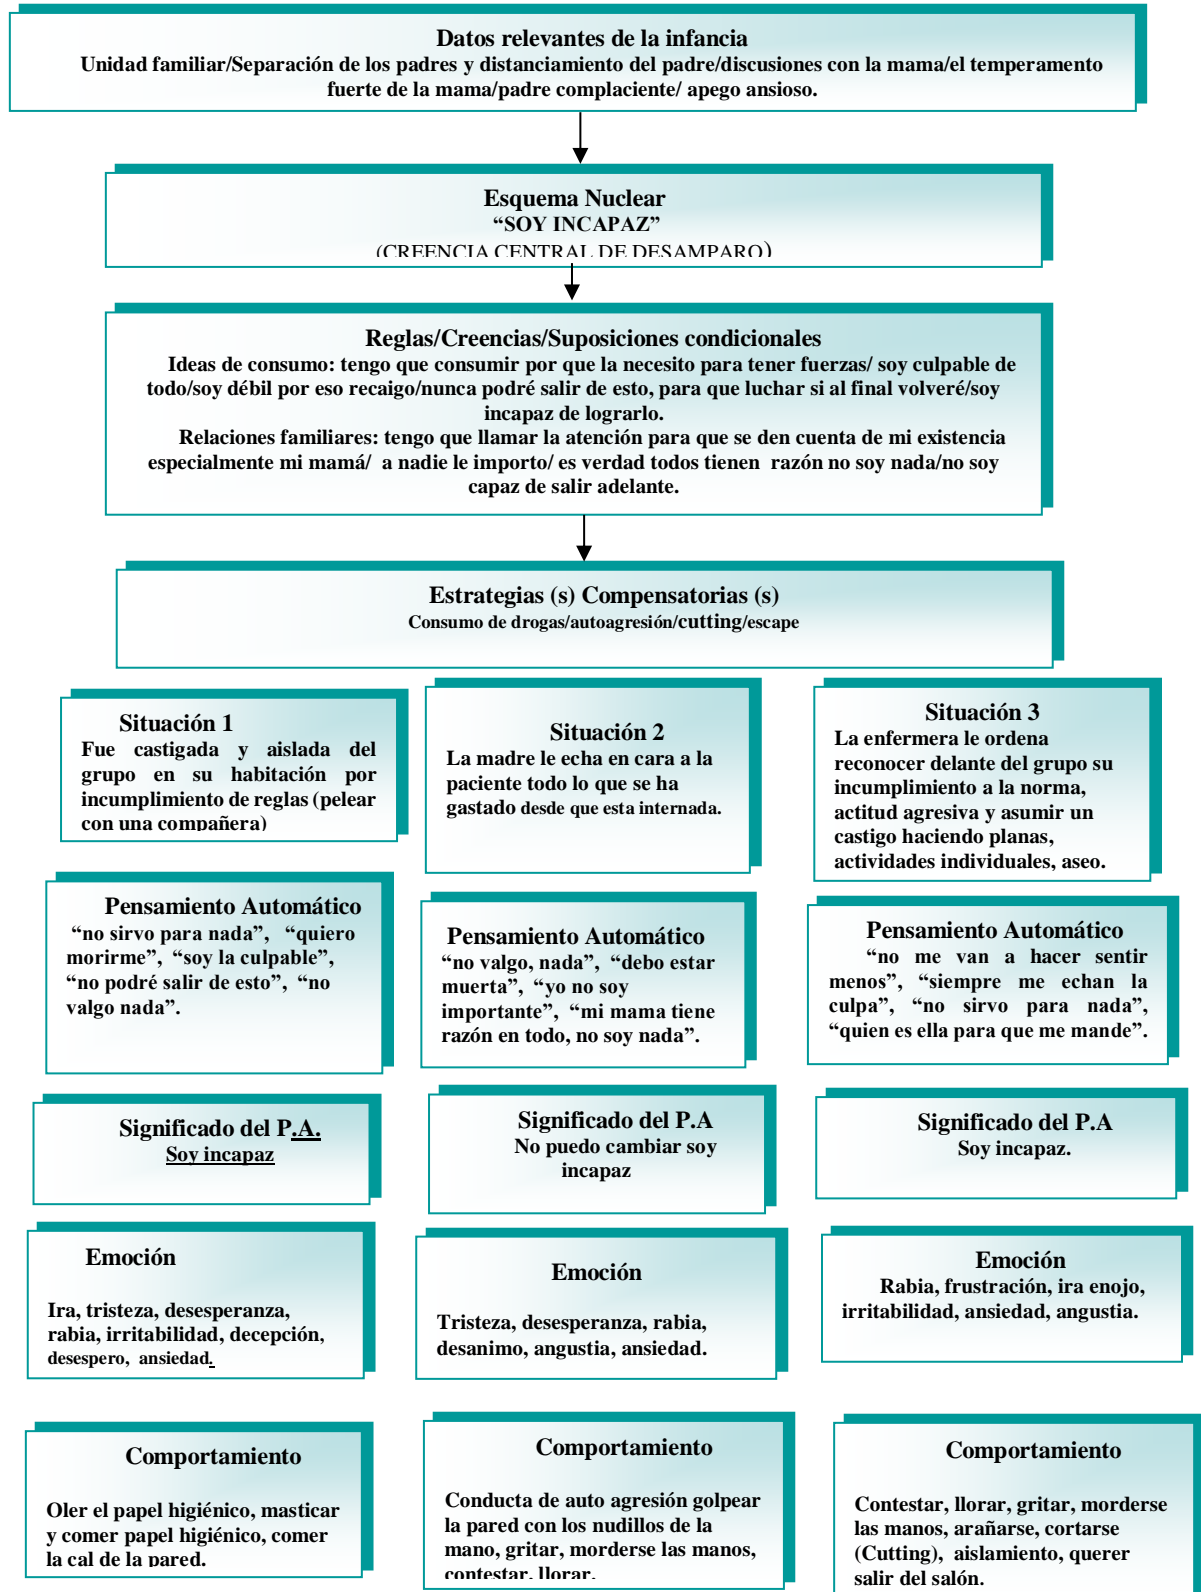 Datos relevantes de la infancia
Unidad familiar/Separación de los padres y distanciamiento del padre/discusiones con la mama/el temperamento
fuerte de la mama/padre complaciente/ apego ansioso.
Esquema Nuclear
“SOY INCAPAZ”
(CREENCIA CENTRAL DE DESAMPARO)
Reglas/Creencias/Suposiciones condicionales
Ideas de consumo: tengo que consumir por que la necesito para tener fuerzas/ soy culpable de
todo/soy débil por eso recaigo/nunca podré salir de esto, para que luchar si al final volveré/soy
incapaz de lograrlo.
Relaciones familiares: tengo que llamar la atención para que se den cuenta de mi existencia
especialmente mi mamá/ a nadie le importo/ es verdad todos tienen razón no soy nada/no soy
capaz de salir adelante.
Estrategias (s) Compensatorias (s)
Consumo de drogas/autoagresión/cutting/escape
Situación 1
Fue castigada y aislada del
grupo en su habitación por
incumplimiento de reglas (pelear
con una compañera)
Situación 2
La madre le echa en cara a la
paciente todo lo que se ha
gastado desde que esta internada.
Situación 3
La enfermera le ordena
reconocer delante del grupo su
incumplimiento a la norma,
actitud agresiva y asumir un
castigo haciendo planas,
actividades individuales, aseo.
Pensamiento Automático
“no sirvo para nada”, “quiero
morirme”, “soy la culpable”,
“no podré salir de esto”, “no
valgo nada”.
Pensamiento Automático
“no valgo, nada”, “debo estar
muerta”, “yo no soy
importante”, “mi mama tiene
razón en todo, no soy nada”.
Pensamiento Automático
“no me van a hacer sentir
menos”, “siempre me echan la
culpa”, “no sirvo para nada”,
“quien es ella para que me mande”.
Significado del P.A.
Soy incapaz
Significado del P.A
No puedo cambiar soy
incapaz
Significado del P.A
Soy incapaz.
Emoción
Ira, tristeza, desesperanza,
rabia, irritabilidad, decepción,
desespero, ansiedad.
Emoción
Tristeza, desesperanza, rabia,
desanimo, angustia, ansiedad.
Emoción
Rabia, frustración, ira enojo,
irritabilidad, ansiedad, angustia.
Comportamiento
Oler el papel higiénico, masticar
y comer papel higiénico, comer
la cal de la pared.
Comportamiento
Conducta de auto agresión golpear
la pared con los nudillos de la
mano, gritar, morderse las manos,
contestar, llorar.
Comportamiento
Contestar, llorar, gritar, morderse
las manos, arañarse, cortarse
(Cutting), aislamiento, querer
salir del salón.